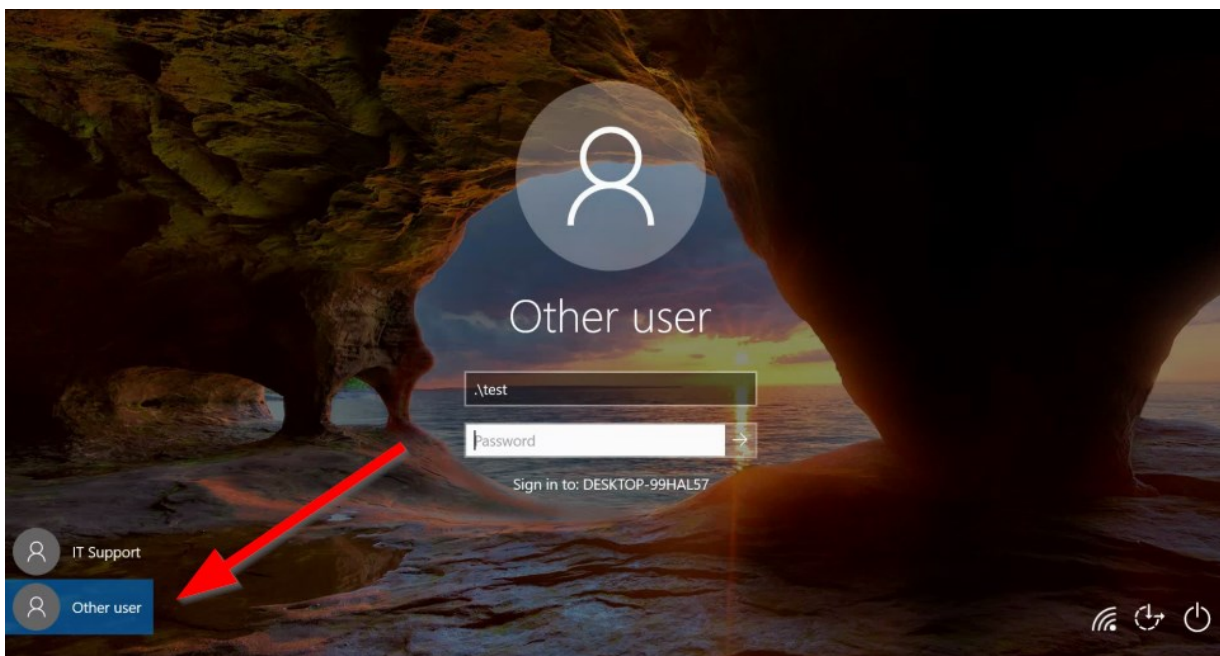 Other user
.\test
Password
Sign in to: DESKTOP-99HAL57
IT Support
Other user